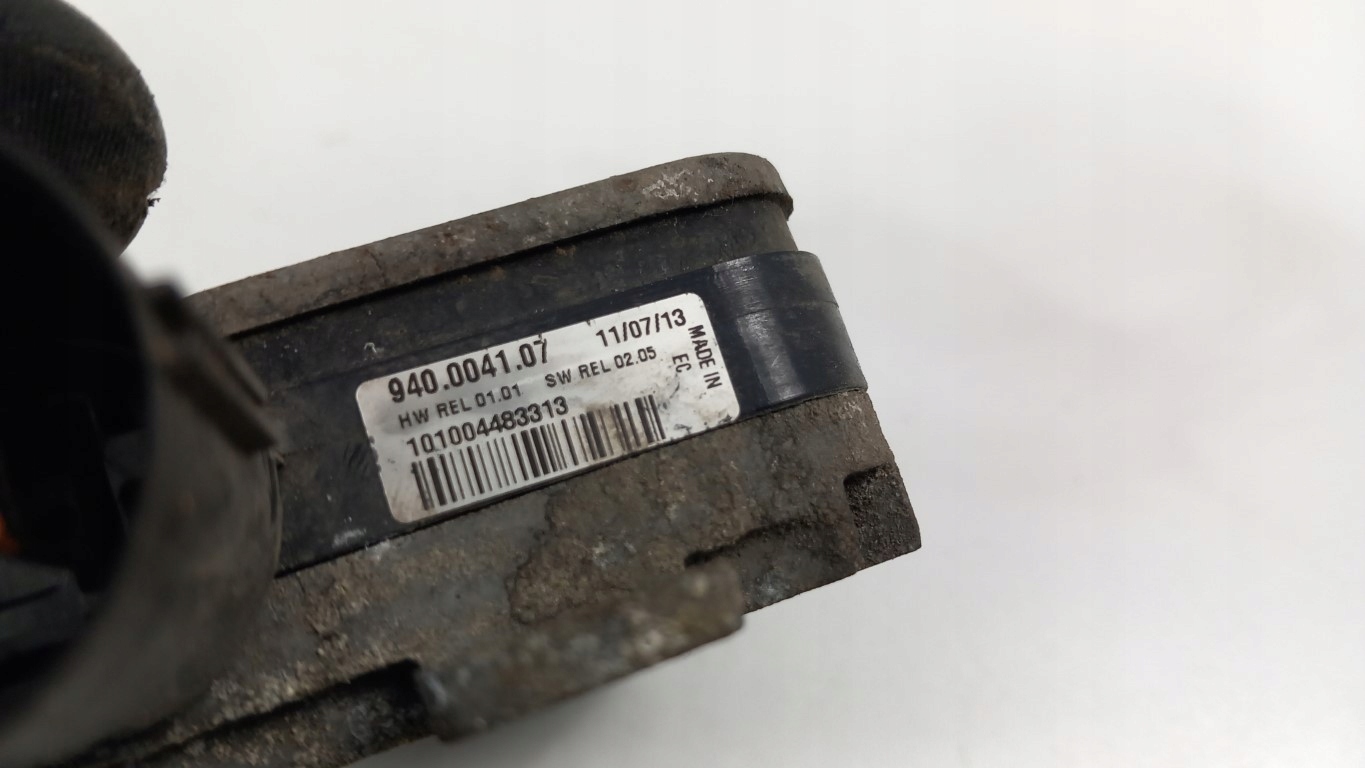 940.0041.07 11/07/13
HW REL 01.01 SW REL 02.05
101004483313
MADE IN
EC